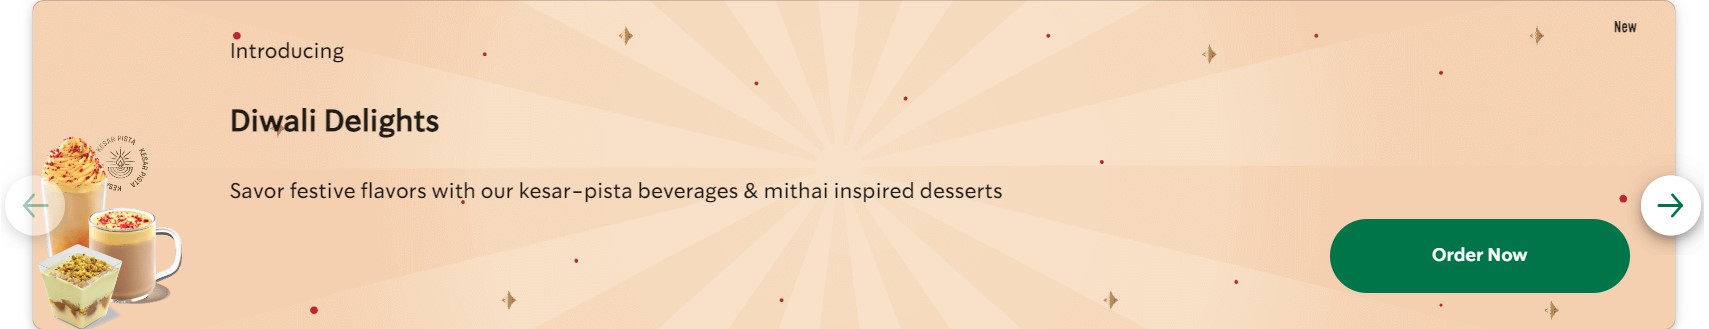 New
Introducing
Diwali Delights
KESAR PISTA KESAR PISTA
Savor festive flavors with our kesar-pista beverages & mithai inspired desserts
Order Now